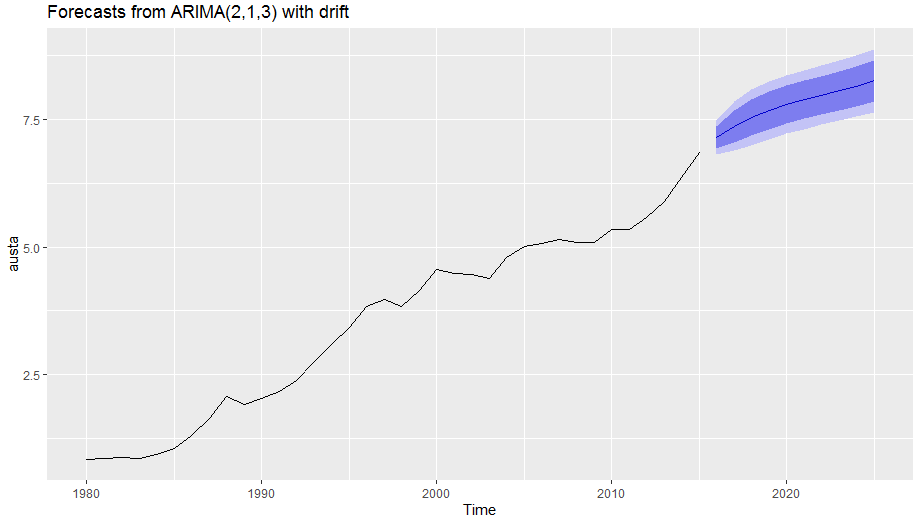 Forecasts from ARIMA(2,1,3) with drift
7.5
5.0
2.5
austa
1980 1990 2000 2010 2020
Time